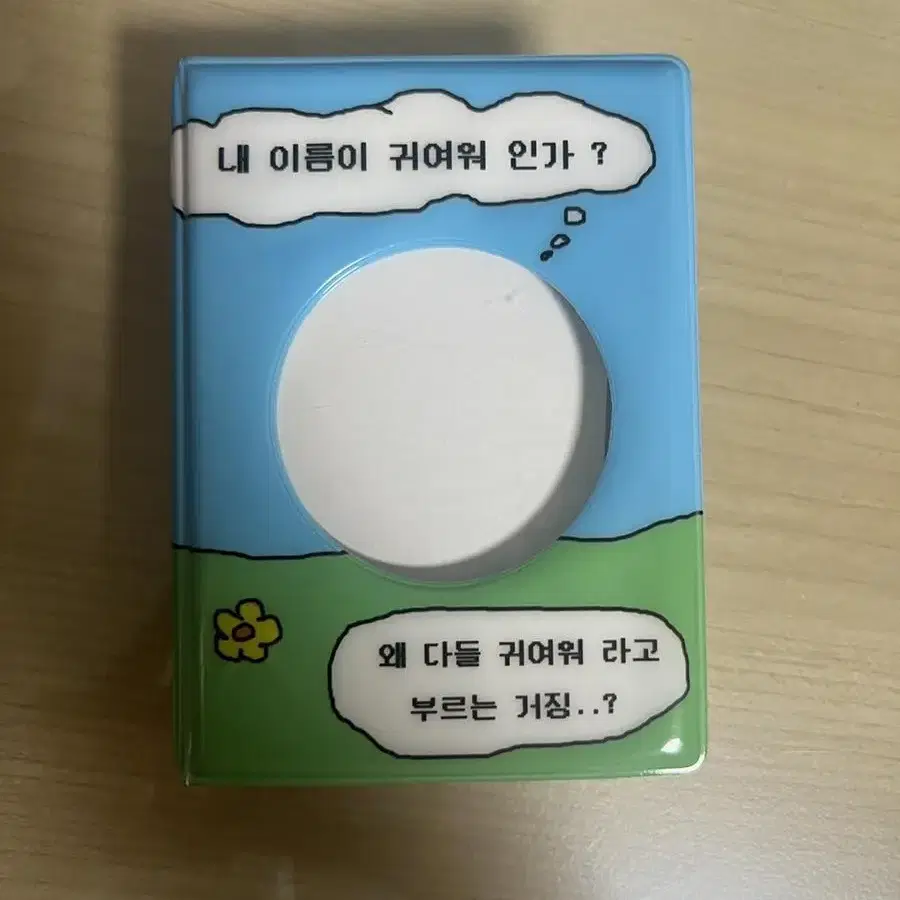 내 이름이 귀여워 인가 ?
왜 다들 귀여워 라고
부르는 거징..?